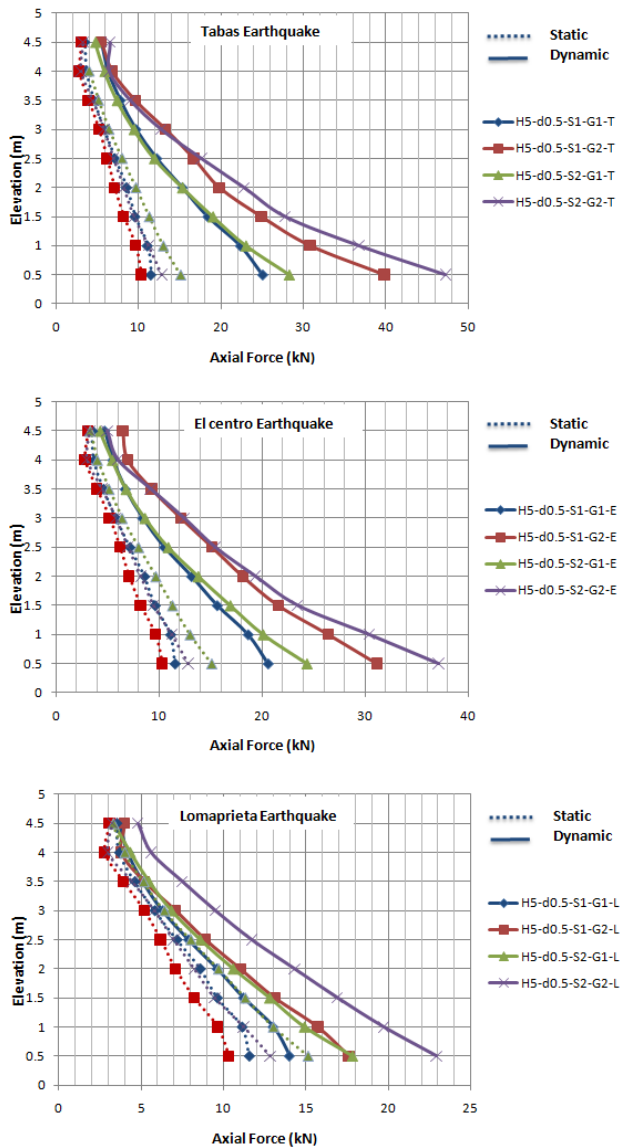 Tabas Earthquake
Static
Dynamic
H5-d0.5-S1-G1-T
H5-d0.5-S1-G2-T
H5-d0.5-S2-G1-T
H5-d0.5-S2-G2-T
Elevation (m)
5
4.5
4
3.5
3
2.5
2
1.5
1
0.5
0
0 10 20 30 40 50
Axial Force (kN)
El centro Earthquake
Static
Dynamic
H5-d0.5-S1-G1-E
H5-d0.5-S1-G2-E
H5-d0.5-S2-G1-E
H5-d0.5-S2-G2-E
Elevation (m)
5
4.5
4
3.5
3
2.5
2
1.5
1
0.5
0
0 10 20 30 40
Axial Force (kN)
Lomaprieta Earthquake
Static
Dynamic
H5-d0.5-S1-G1-L
H5-d0.5-S1-G2-L
H5-d0.5-S2-G1-L
H5-d0.5-S2-G2-L
Elevation (m)
5
4.5
4
3.5
3
2.5
2
1.5
1
0.5
0
0 5 10 15 20 25
Axial Force (kN)